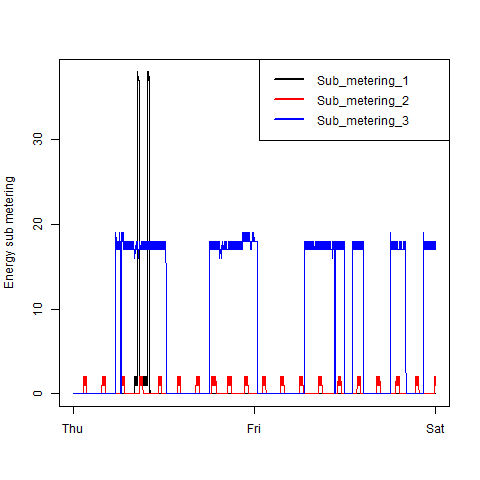 Sub_metering_1
Sub_metering_2
Sub_metering_3
Energy sub metering
30
20
10
0
Thu Fri Sat